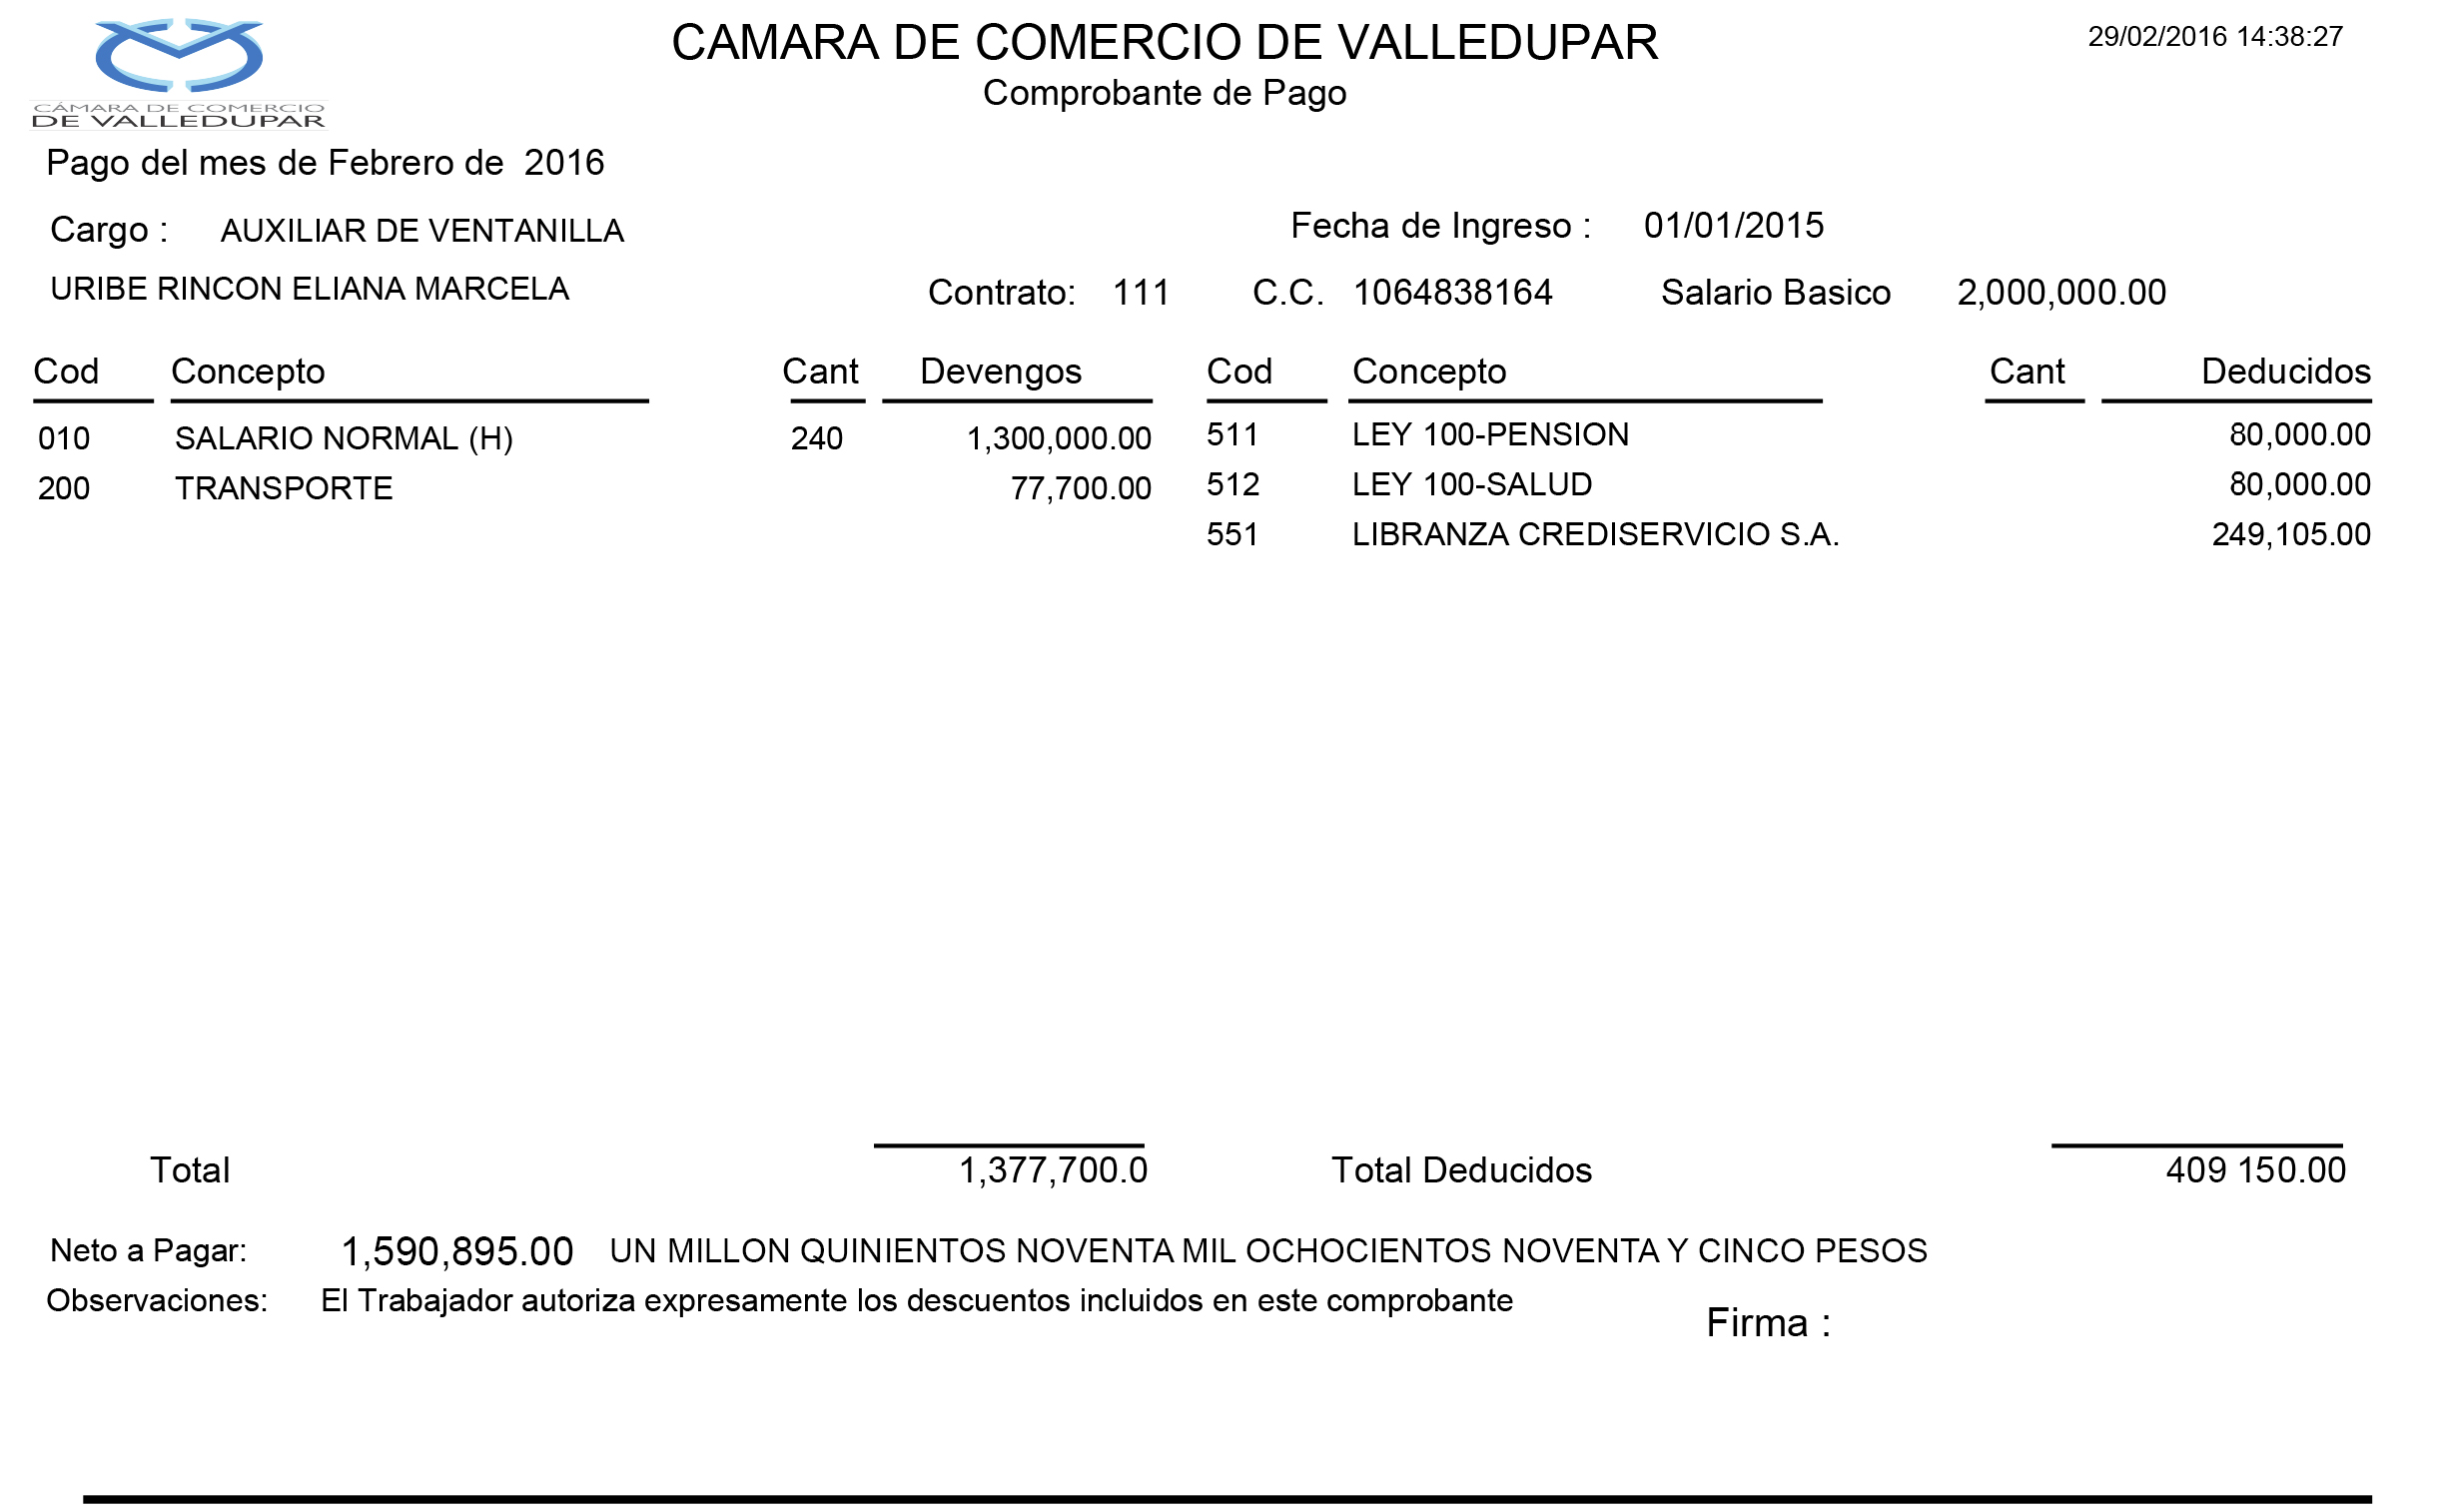 CAMARA DE COMERCIO DE VALLEDUPAR
29/02/2016 14:38:27
Comprobante de Pago
CÁMARA DE COMERCIO
DE VALLEDUPAR
Pago del mes de Febrero de 2016
Cargo : AUXILIAR DE VENTANILLA Fecha de Ingreso : 01/01/2015
URIBE RINCON ELIANA MARCELA Contrato: 111 C.C. 1064838164 Salario Basico 2,000,000.00
Cod Concepto Cant Devengos Cod Concepto Cant Deducidos
010 SALARIO NORMAL (H) 240 1,300,000.00 511 LEY 100-PENSION 80,000.00
200 TRANSPORTE 77,700.00 512 LEY 100-SALUD 80,000.00
551 LIBRANZA CREDISERVICIO S.A. 249,105.00
Total 1,377,700.0 Total Deducidos 409 150.00
Neto a Pagar: 1,590,895.00 UN MILLON QUINIENTOS NOVENTA MIL OCHOCIENTOS NOVENTA Y CINCO PESOS
Observaciones: El Trabajador autoriza expresamente los descuentos incluidos en este comprobante
Firma :